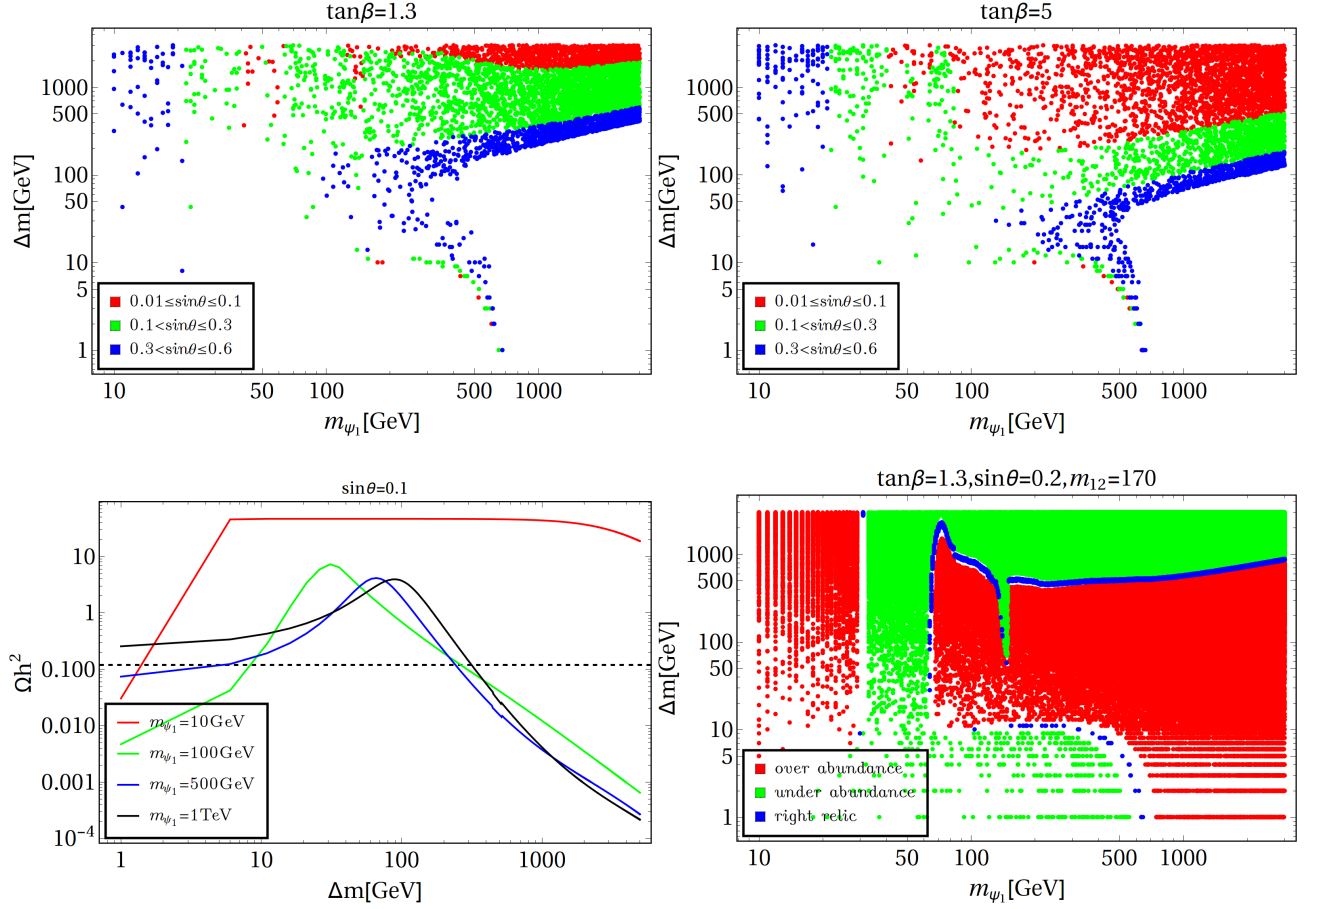 tanβ=1.3
Δm[GeV]
1000
500
100
50
10
5
1
0.01≤sinθ≤0.1
0.1<sinθ≤0.3
0.3<sinθ≤0.6
10
50
100
500
1000
mψ1[GeV]
tanβ=5
Δm[GeV]
1000
500
100
50
10
5
1
0.01≤sinθ≤0.1
0.1<sinθ≤0.3
0.3<sinθ≤0.6
10
50
100
500
1000
mψ1[GeV]
sinθ=0.1
Ωh²
10
1
0.100
0.010
0.001
10⁻⁴
mψ1=10GeV
mψ1=100GeV
mψ1=500GeV
mψ1=1TeV
1
10
100
1000
Δm[GeV]
tanβ=1.3,sinθ=0.2,m12=170
Δm[GeV]
1000
500
100
50
10
5
1
over abundance
under abundance
right relic
10
50
100
500
1000
mψ1[GeV]